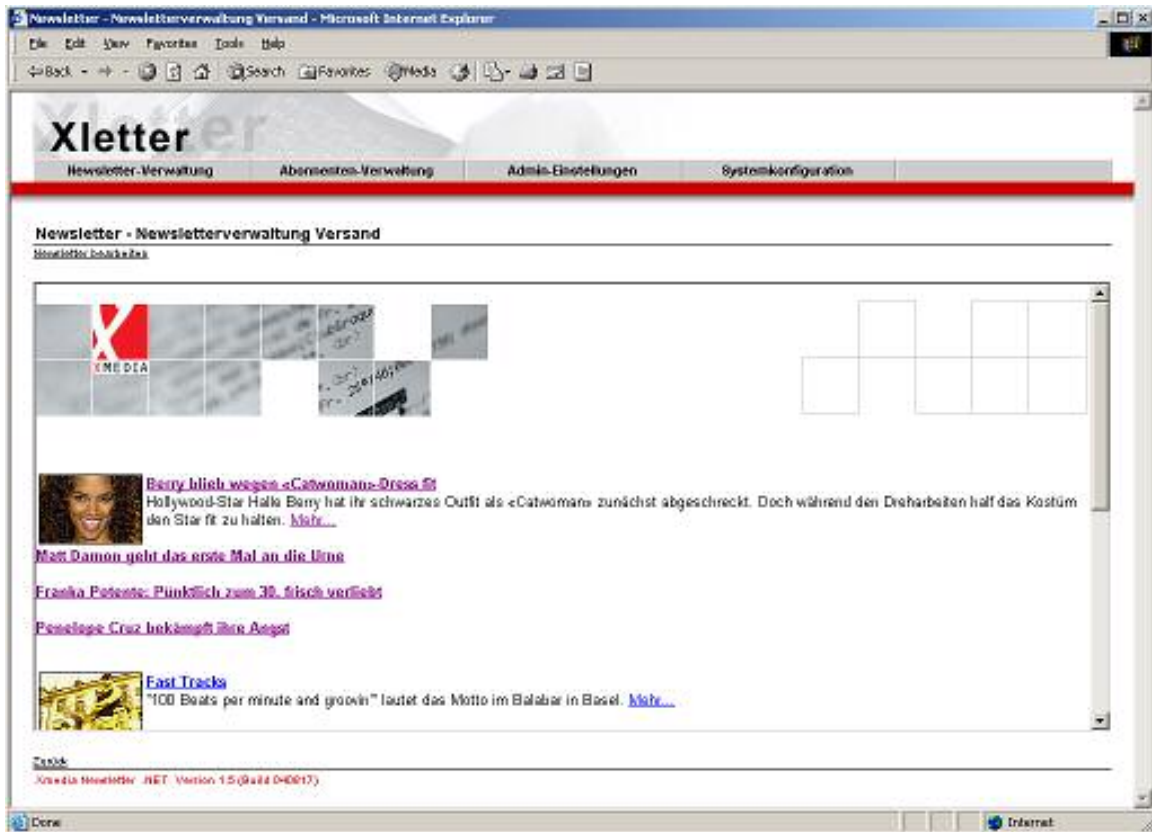 Newsletter - Newsletterverwaltung Versand - Microsoft Internet Explorer
File Edit View Favorites Tools Help
Back Search Favorites Media
Xletter
Newsletter-Verwaltung Abonnenten-Verwaltung Admin-Einstellungen Systemkonfiguration
Newsletter - Newsletterverwaltung Versand
Newsletter bearbeiten
XMEDIA
Berry blieb wegen «Catwoman»-Dress fit
Hollywood-Star Halle Berry hat ihr schwarzes Outfit als «Catwoman» zunächst abgeschreckt. Doch während den Dreharbeiten half das Kostüm
den Star fit zu halten. Mehr...
Matt Damon geht das erste Mal an die Urne
Franka Potente: Pünktlich zum 30. frisch verliebt
Penelope Cruz bekämpft ihre Angst
Fast Tracks
"100 Beats per minute and groovin" lautet das Motto im Balabar in Basel. Mehr...
Zurück
Xmedia Newsletter .NET Version 1.5 (Build 040817)
Done Internet